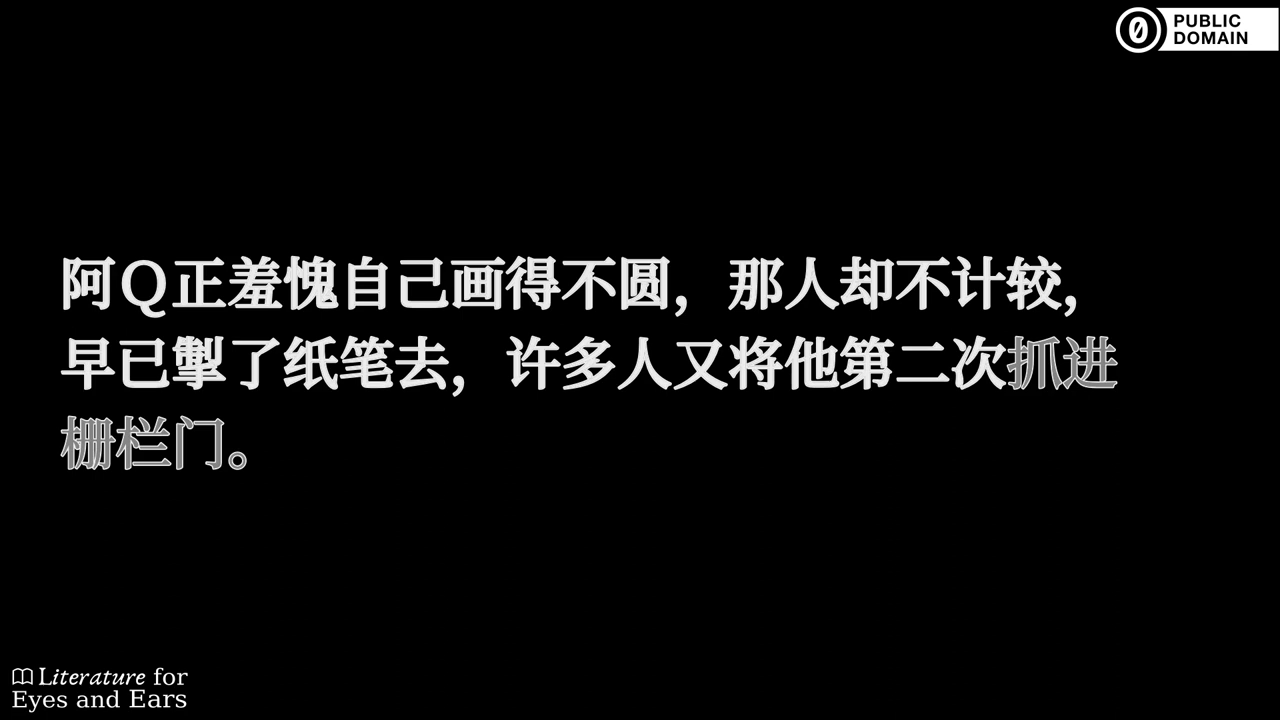 PUBLIC
DOMAIN
阿Q正羞愧自己画得不圆，那人却不计较，
早已掣了纸笔去，许多人又将他第二次抓进
栅栏门。
Literature for
Eyes and Ears